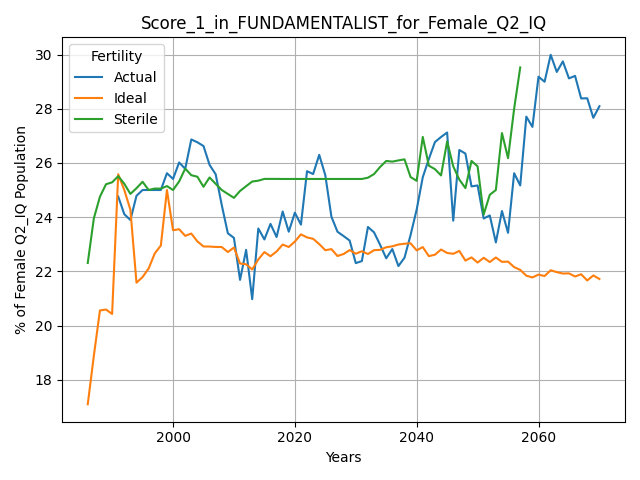 Score_1_in_FUNDAMENTALIST_for_Female_Q2_IQ
Fertility
Actual
Ideal
Sterile
% of Female Q2_IQ Population
30
28
26
24
22
20
18
2000
2020
2040
2060
Years